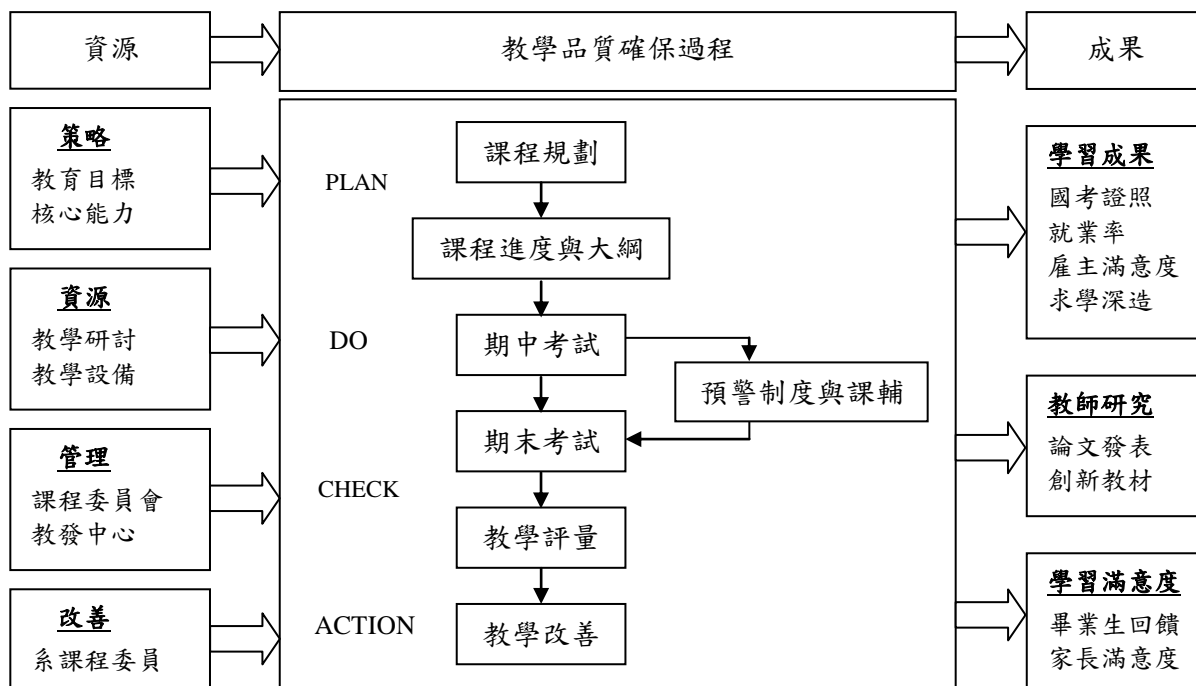 資源
教學品質確保過程
成果
策略
教育目標
核心能力
資源
教學研討
教學設備
管理
課程委員會
教發中心
改善
系課程委員
PLAN
DO
CHECK
ACTION
課程規劃
課程進度與大綱
期中考試
預警制度與課輔
期末考試
教學評量
教學改善
學習成果
國考證照
就業率
雇主滿意度
求學深造
教師研究
論文發表
創新教材
學習滿意度
畢業生回饋
家長滿意度